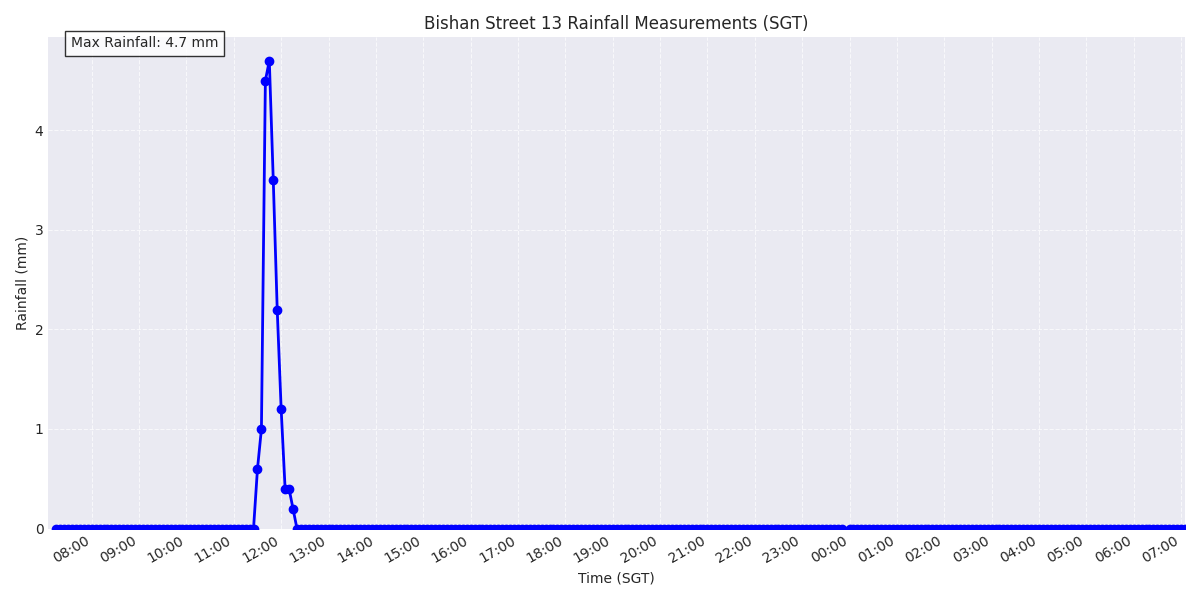 Bishan Street 13 Rainfall Measurements (SGT)
Max Rainfall: 4.7 mm
Rainfall (mm)
4
3
2
1
0
08:00 09:00 10:00 11:00 12:00 13:00 14:00 15:00 16:00 17:00 18:00 19:00 20:00 21:00 22:00 23:00 00:00 01:00 02:00 03:00 04:00 05:00 06:00 07:00
Time (SGT)